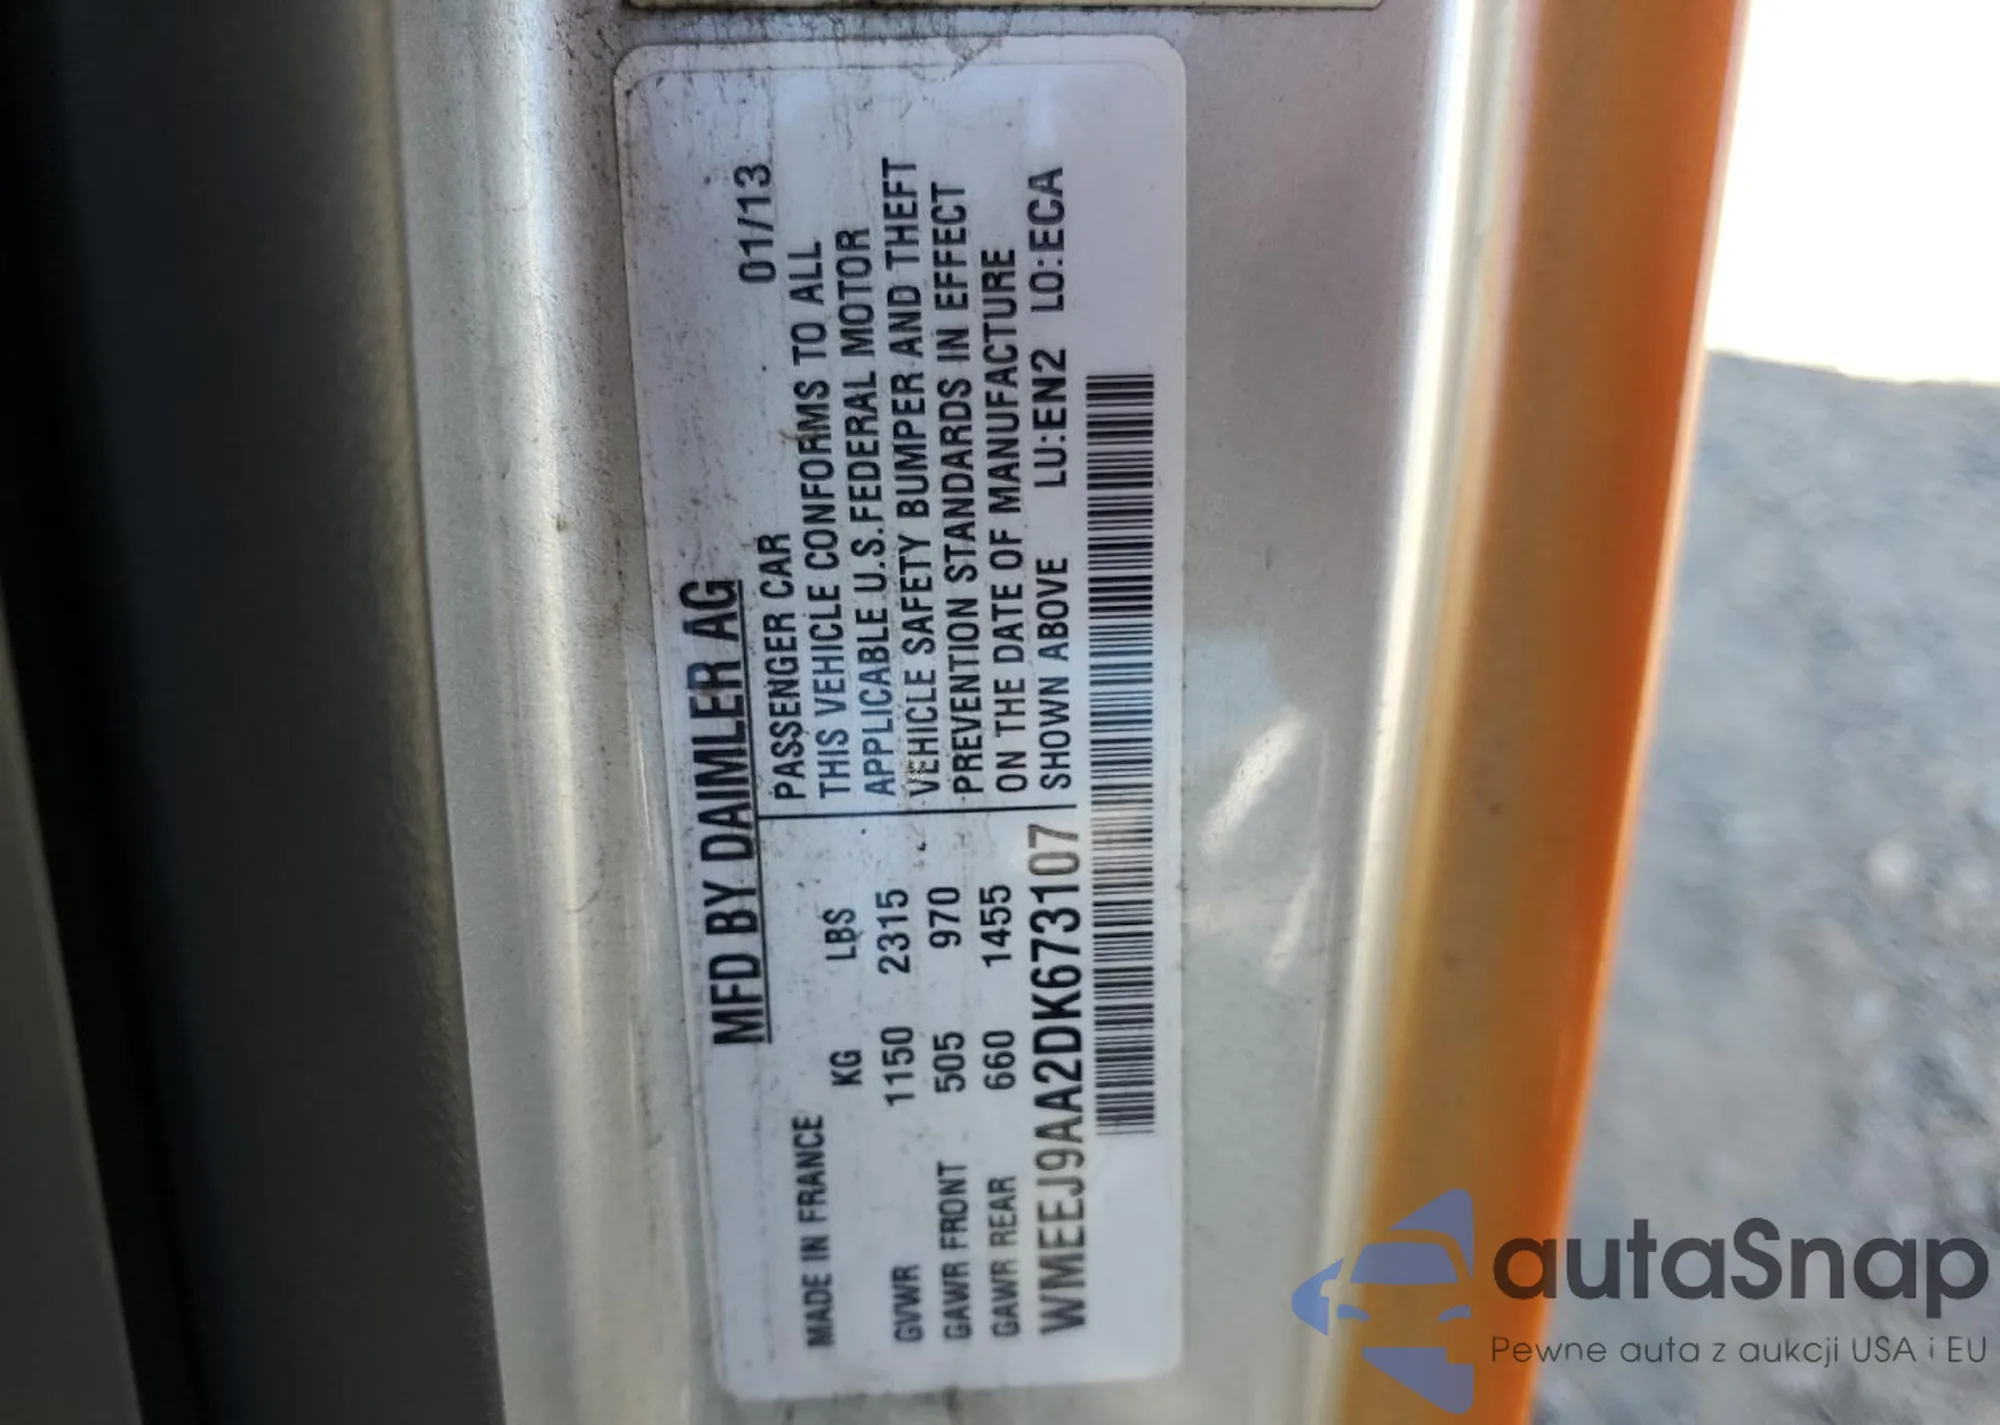 MFD BY DAIMLER AG
MADE IN FRANCE
01/13
KG LBS
GVWR 1150 2315
GAWR FRONT 505 970
GAWR REAR 660 1455
PASSENGER CAR
THIS VEHICLE CONFORMS TO ALL
APPLICABLE U.S.FEDERAL MOTOR
VEHICLE SAFETY BUMPER AND THEFT
PREVENTION STANDARDS IN EFFECT
ON THE DATE OF MANUFACTURE
SHOWN ABOVE LU:EN2 LO:ECA
WMEEJ9AA2DK673107
autaSnap
Pewne auta z aukcji USA i EU